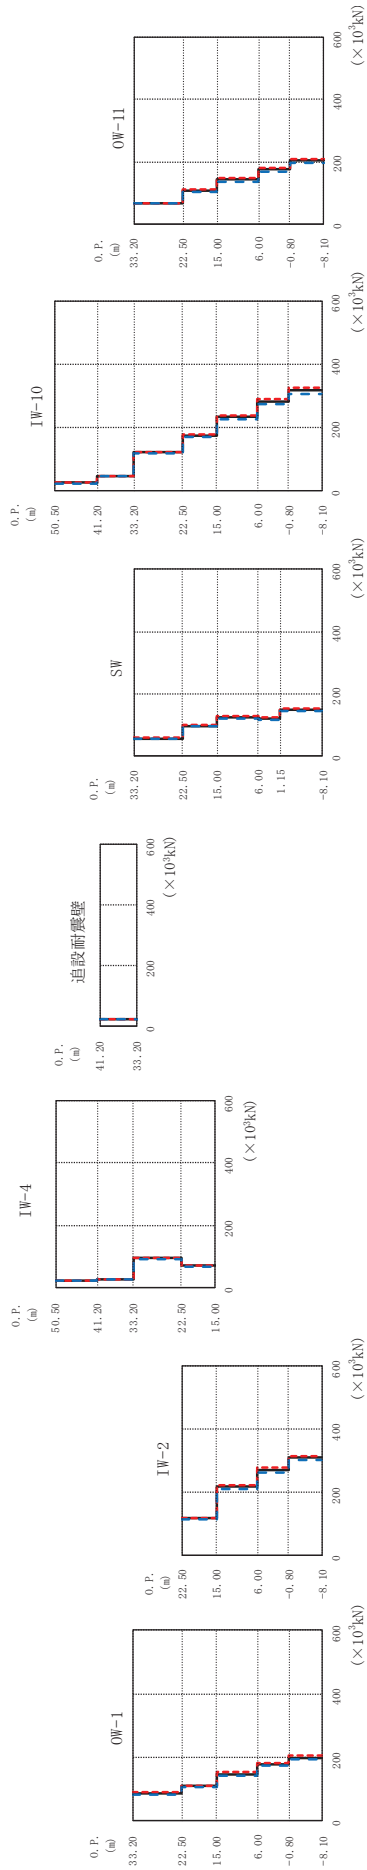 OW-1
O.P.
(m)
33.20
22.50
15.00
6.00
-0.80
-8.10
0
200
400
600
(×10³kN)
IW-2
O.P.
(m)
22.50
15.00
6.00
-0.80
-8.10
0
200
400
600
(×10³kN)
IW-4
O.P.
(m)
50.50
41.20
33.20
22.50
15.00
0
200
400
600
(×10³kN)
追設耐震壁
O.P.
(m)
41.20
33.20
0
200
400
600
(×10³kN)
SW
O.P.
(m)
33.20
22.50
15.00
6.00
1.15
-8.10
0
200
400
600
(×10³kN)
IW-10
O.P.
(m)
50.50
41.20
33.20
22.50
15.00
6.00
-0.80
-8.10
0
200
400
600
(×10³kN)
OW-11
O.P.
(m)
33.20
22.50
15.00
6.00
-0.80
-8.10
0
200
400
600
(×10³kN)